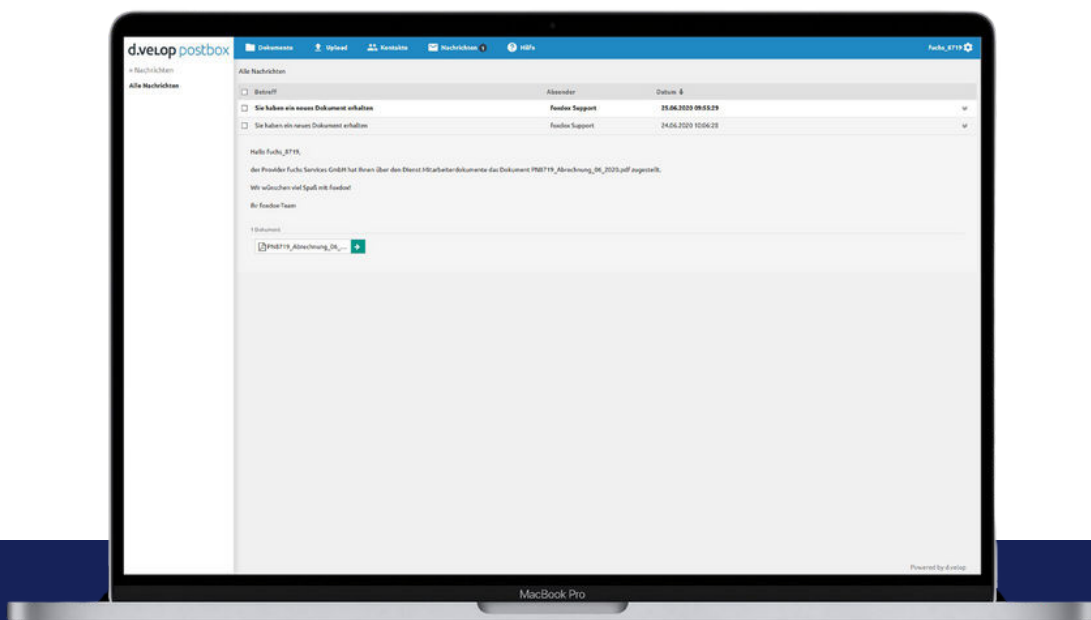 d.velop postbox
Dokumente Upload Kontakte Nachrichten 1 Hilfe Fuchs_8719
« Nachrichten
Alle Nachrichten
Alle Nachrichten
Betreff Absender Datum
Sie haben ein neues Dokument erhalten Foxdox Support 25.06.2020 09:55:29
Sie haben ein neues Dokument erhalten Foxdox Support 24.06.2020 10:06:28
Hallo Fuchs_8719,
der Provider Fuchs Services GmbH hat Ihnen über den Dienst Mitarbeiterdokumente das Dokument PN8719_Abrechnung_06_2020.pdf zugestellt.
Wir wünschen viel Spaß mit foxdox!
Ihr foxdox-Team
1 Dokument
PN8719_Abrechnung_06_...
Powered by d.velop
MacBook Pro